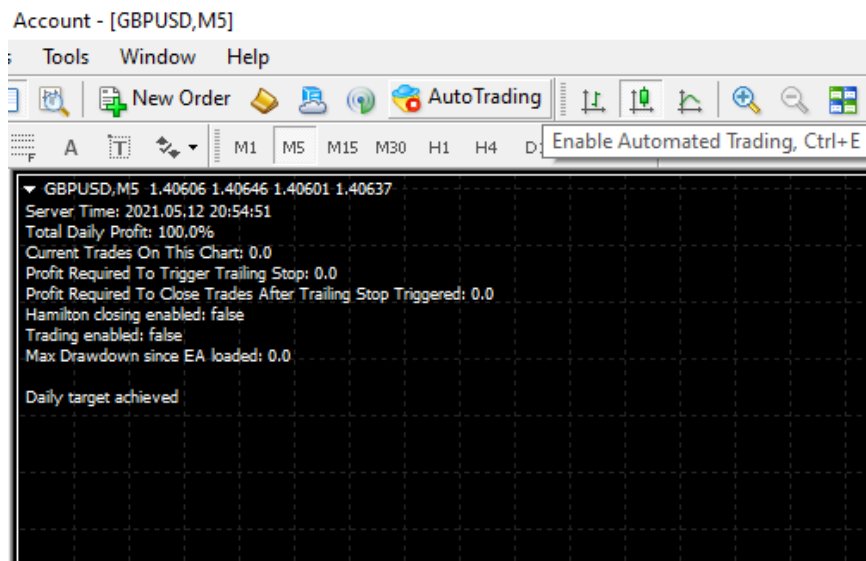 Account - [GBPUSD,M5]
Tools Window Help
New Order AutoTrading
Enable Automated Trading, Ctrl+E
F A T M1 M5 M15 M30 H1 H4
GBPUSD,M5 1.40606 1.40646 1.40601 1.40637
Server Time: 2021.05.12 20:54:51
Total Daily Profit: 100.0%
Current Trades On This Chart: 0.0
Profit Required To Trigger Trailing Stop: 0.0
Profit Required To Close Trades After Trailing Stop Triggered: 0.0
Hamilton closing enabled: false
Trading enabled: false
Max Drawdown since EA loaded: 0.0
Daily target achieved